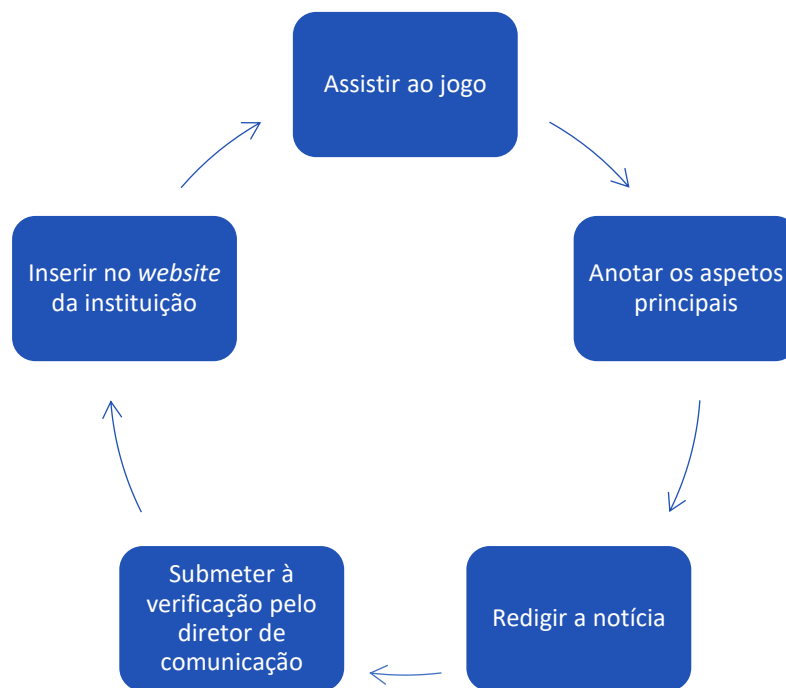 Assistir ao jogo
Anotar os aspetos
principais
Redigir a notícia
Submeter à
verificação pelo
diretor de
comunicação
Inserir no website
da instituição